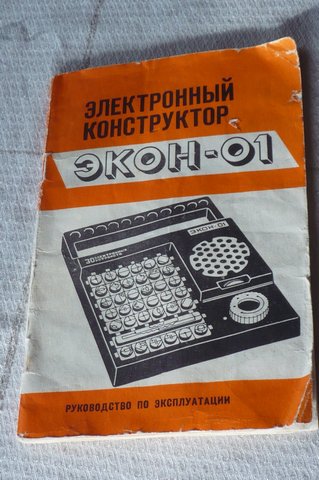 ЭЛЕКТРОННЫЙ
КОНСТРУКТОР
ЭКОН-01
ЭКОН-01
РУКОВОДСТВО ПО ЭКСПЛУАТАЦИИ